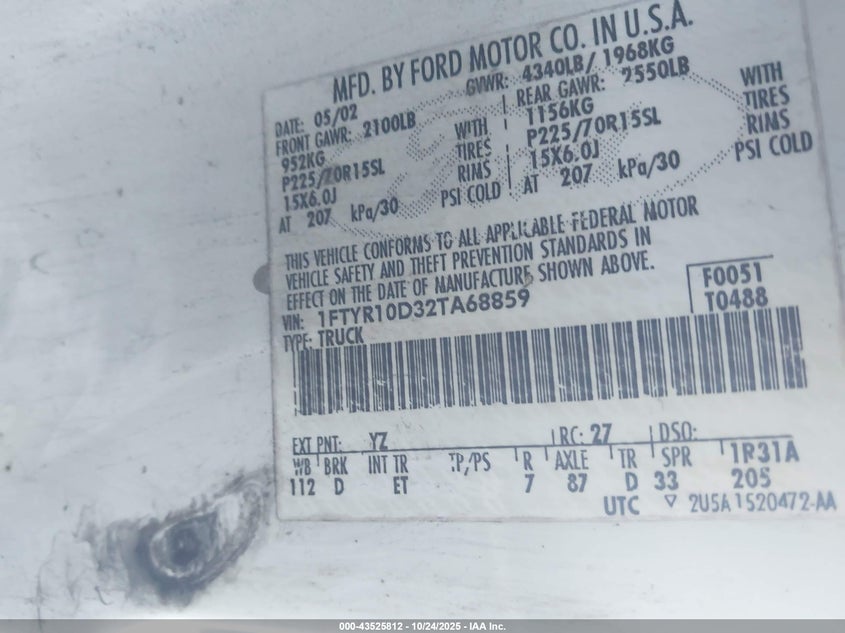 MFD. BY FORD MOTOR CO. IN U.S.A.
DATE: 05/02 GVWR: 4340LB/ 1968KG
FRONT GAWR: 2100LB REAR GAWR: 2550LB
952KG WITH 1156KG WITH
P225/70R15SL TIRES P225/70R15SL TIRES
15X6.0J RIMS 15X6.0J RIMS
AT 207 kPa/30 PSI COLD AT 207 kPa/30 PSI COLD
THIS VEHICLE CONFORMS TO ALL APPLICABLE FEDERAL MOTOR
VEHICLE SAFETY AND THEFT PREVENTION STANDARDS IN
EFFECT ON THE DATE OF MANUFACTURE SHOWN ABOVE.
VIN: 1FTYR10D32TA68859 F0051
TYPE: TRUCK T0488
EXT PNT: YZ RC: 27 DSO:
WB BRK INT TR TP/PS R AXLE TR SPR 1R31A
112 D ET 7 87 D 33 205
UTC ▽ 2U5A 1520472-AA
000-43525812 - 10/24/2025 - IAA Inc.